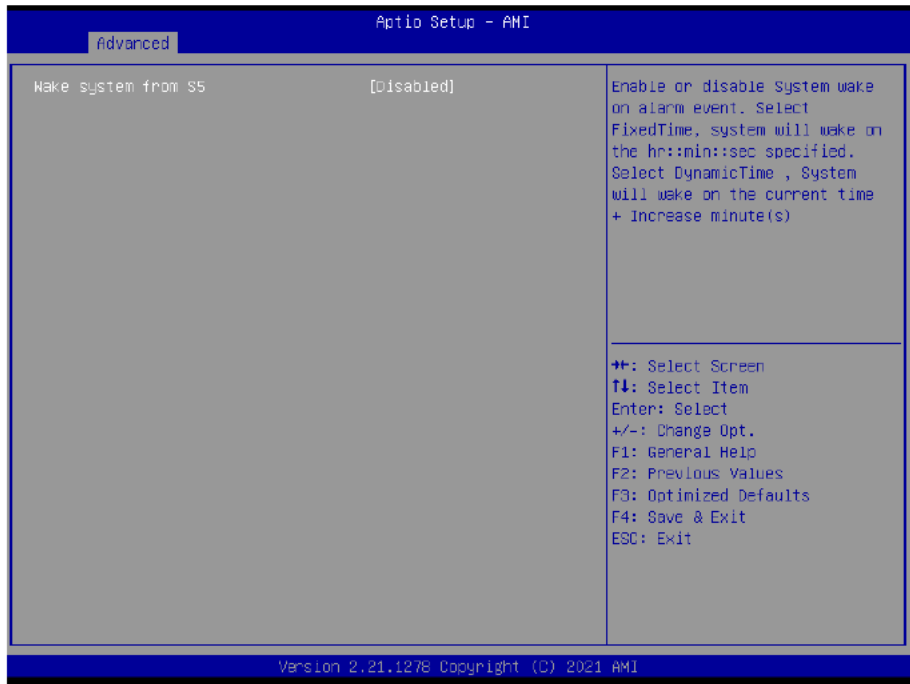 Aptio Setup - AMI
Advanced
Wake system from S5 [Disabled]
Enable or disable System wake
on alarm event. Select
FixedTime, system will wake on
the hr::min::sec specified.
Select DynamicTime , System
will wake on the current time
+ Increase minute(s)
→←: Select Screen
↑↓: Select Item
Enter: Select
+/-: Change Opt.
F1: General Help
F2: Previous Values
F3: Optimized Defaults
F4: Save & Exit
ESC: Exit
Version 2.21.1278 Copyright (C) 2021 AMI